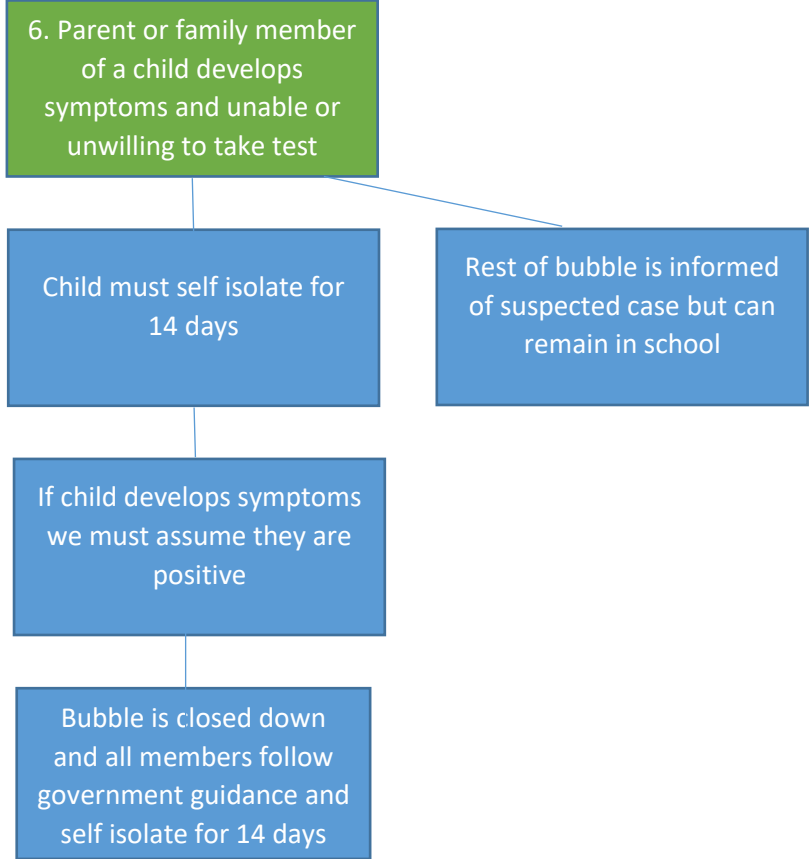 6. Parent or family member
of a child develops
symptoms and unable or
unwilling to take test
Child must self isolate for
14 days
Rest of bubble is informed
of suspected case but can
remain in school
If child develops symptoms
we must assume they are
positive
Bubble is closed down
and all members follow
government guidance and
self isolate for 14 days